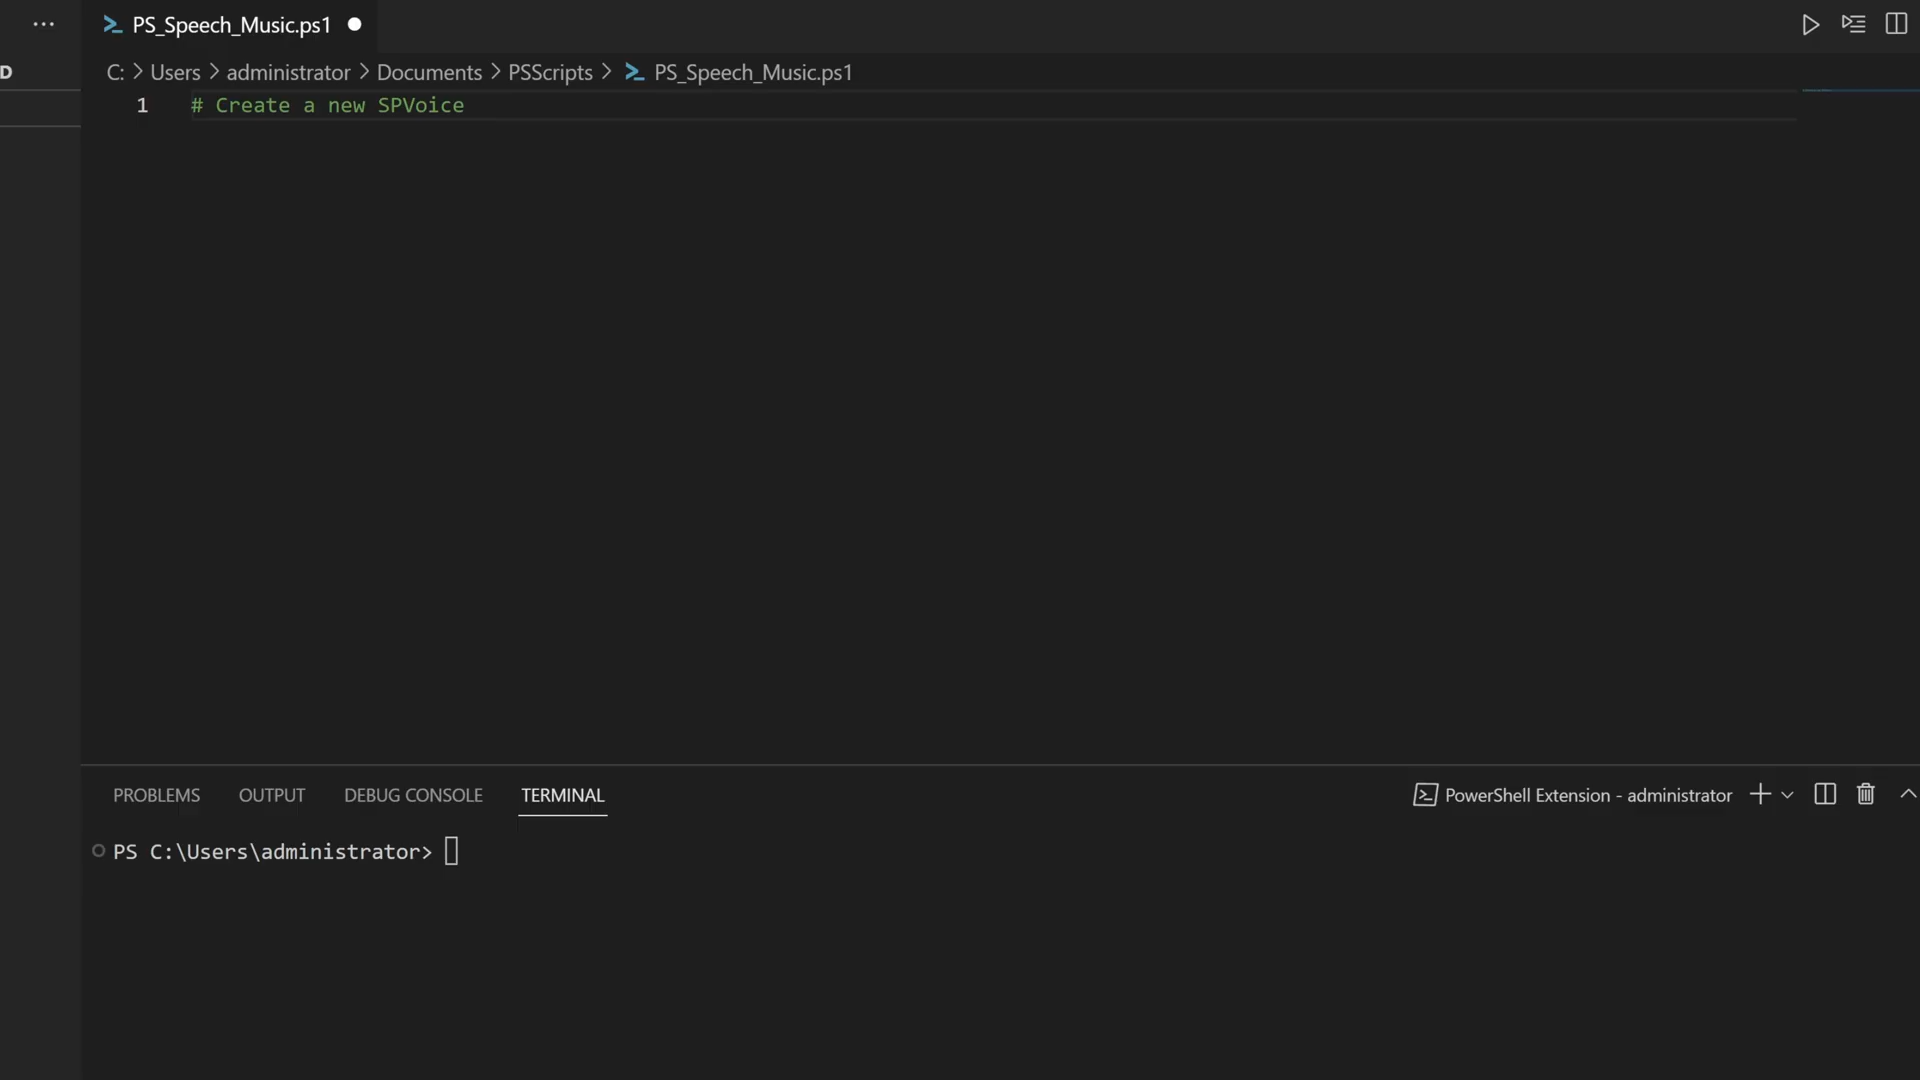 PS_Speech_Music.ps1
D
C: > Users > administrator > Documents > PSScripts > PS_Speech_Music.ps1
1 # Create a new SPVoice
PROBLEMS OUTPUT DEBUG CONSOLE TERMINAL PowerShell Extension - administrator
PS C:\Users\administrator>